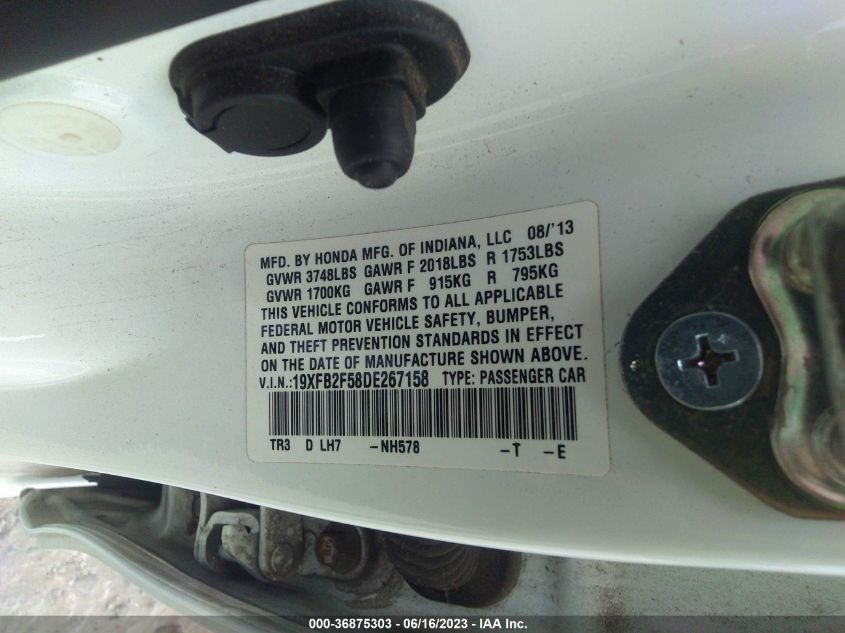 MFD. BY HONDA MFG. OF INDIANA, LLC 08/'13
GVWR 3748LBS GAWR F 2018LBS R 1753LBS
GVWR 1700KG GAWR F 915KG R 795KG
THIS VEHICLE CONFORMS TO ALL APPLICABLE
FEDERAL MOTOR VEHICLE SAFETY, BUMPER,
AND THEFT PREVENTION STANDARDS IN EFFECT
ON THE DATE OF MANUFACTURE SHOWN ABOVE.
V.I.N.:19XFB2F58DE267158 TYPE: PASSENGER CAR
TR3 D LH7 –NH578 –T –E
000-36875303 - 06/16/2023 - IAA Inc.